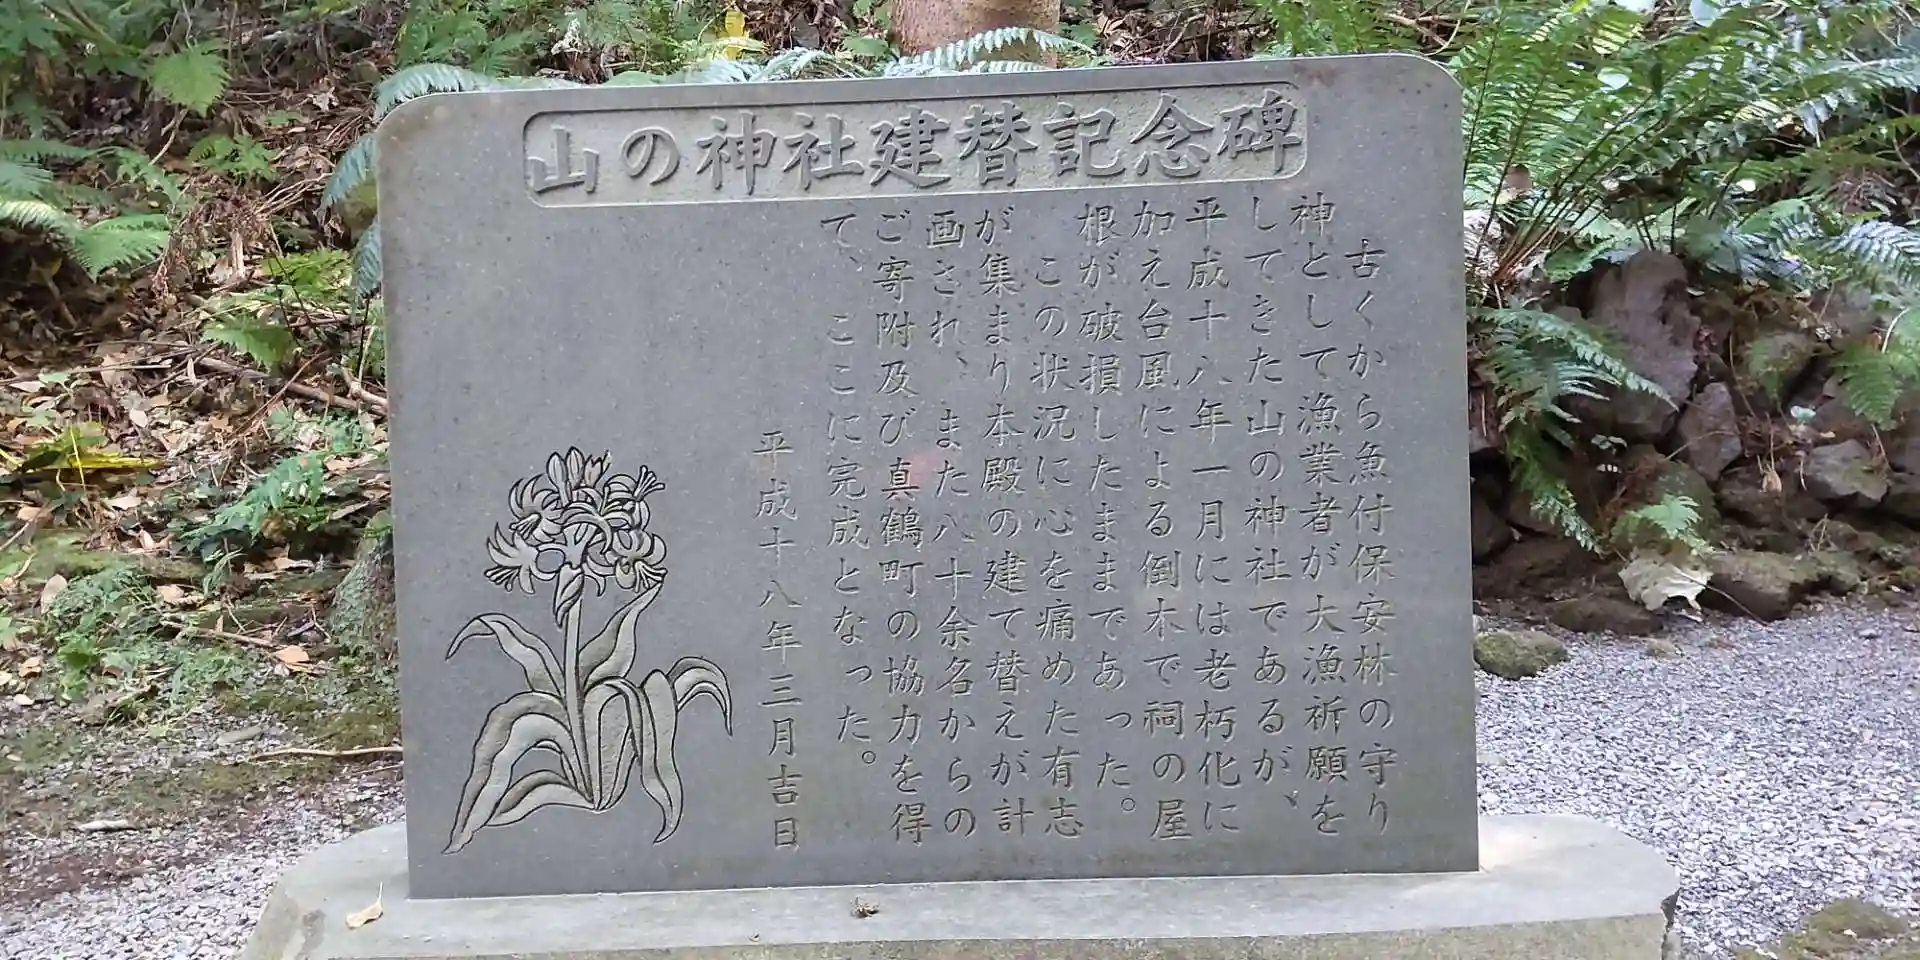 山の神社建替記念碑
古くから魚付保安林の守り
神として漁業者が大漁祈願を
してきた山の神社であるが、
平成十八年一月には老朽化に
加え台風による倒木で祠の屋
根が破損したままであった。
この状況に心を痛めた有志
が集まり本殿の建て替えが計
画され、また八十余名からの
ご寄附及び真鶴町の協力を得
て、ここに完成となった。
平成十八年三月吉日